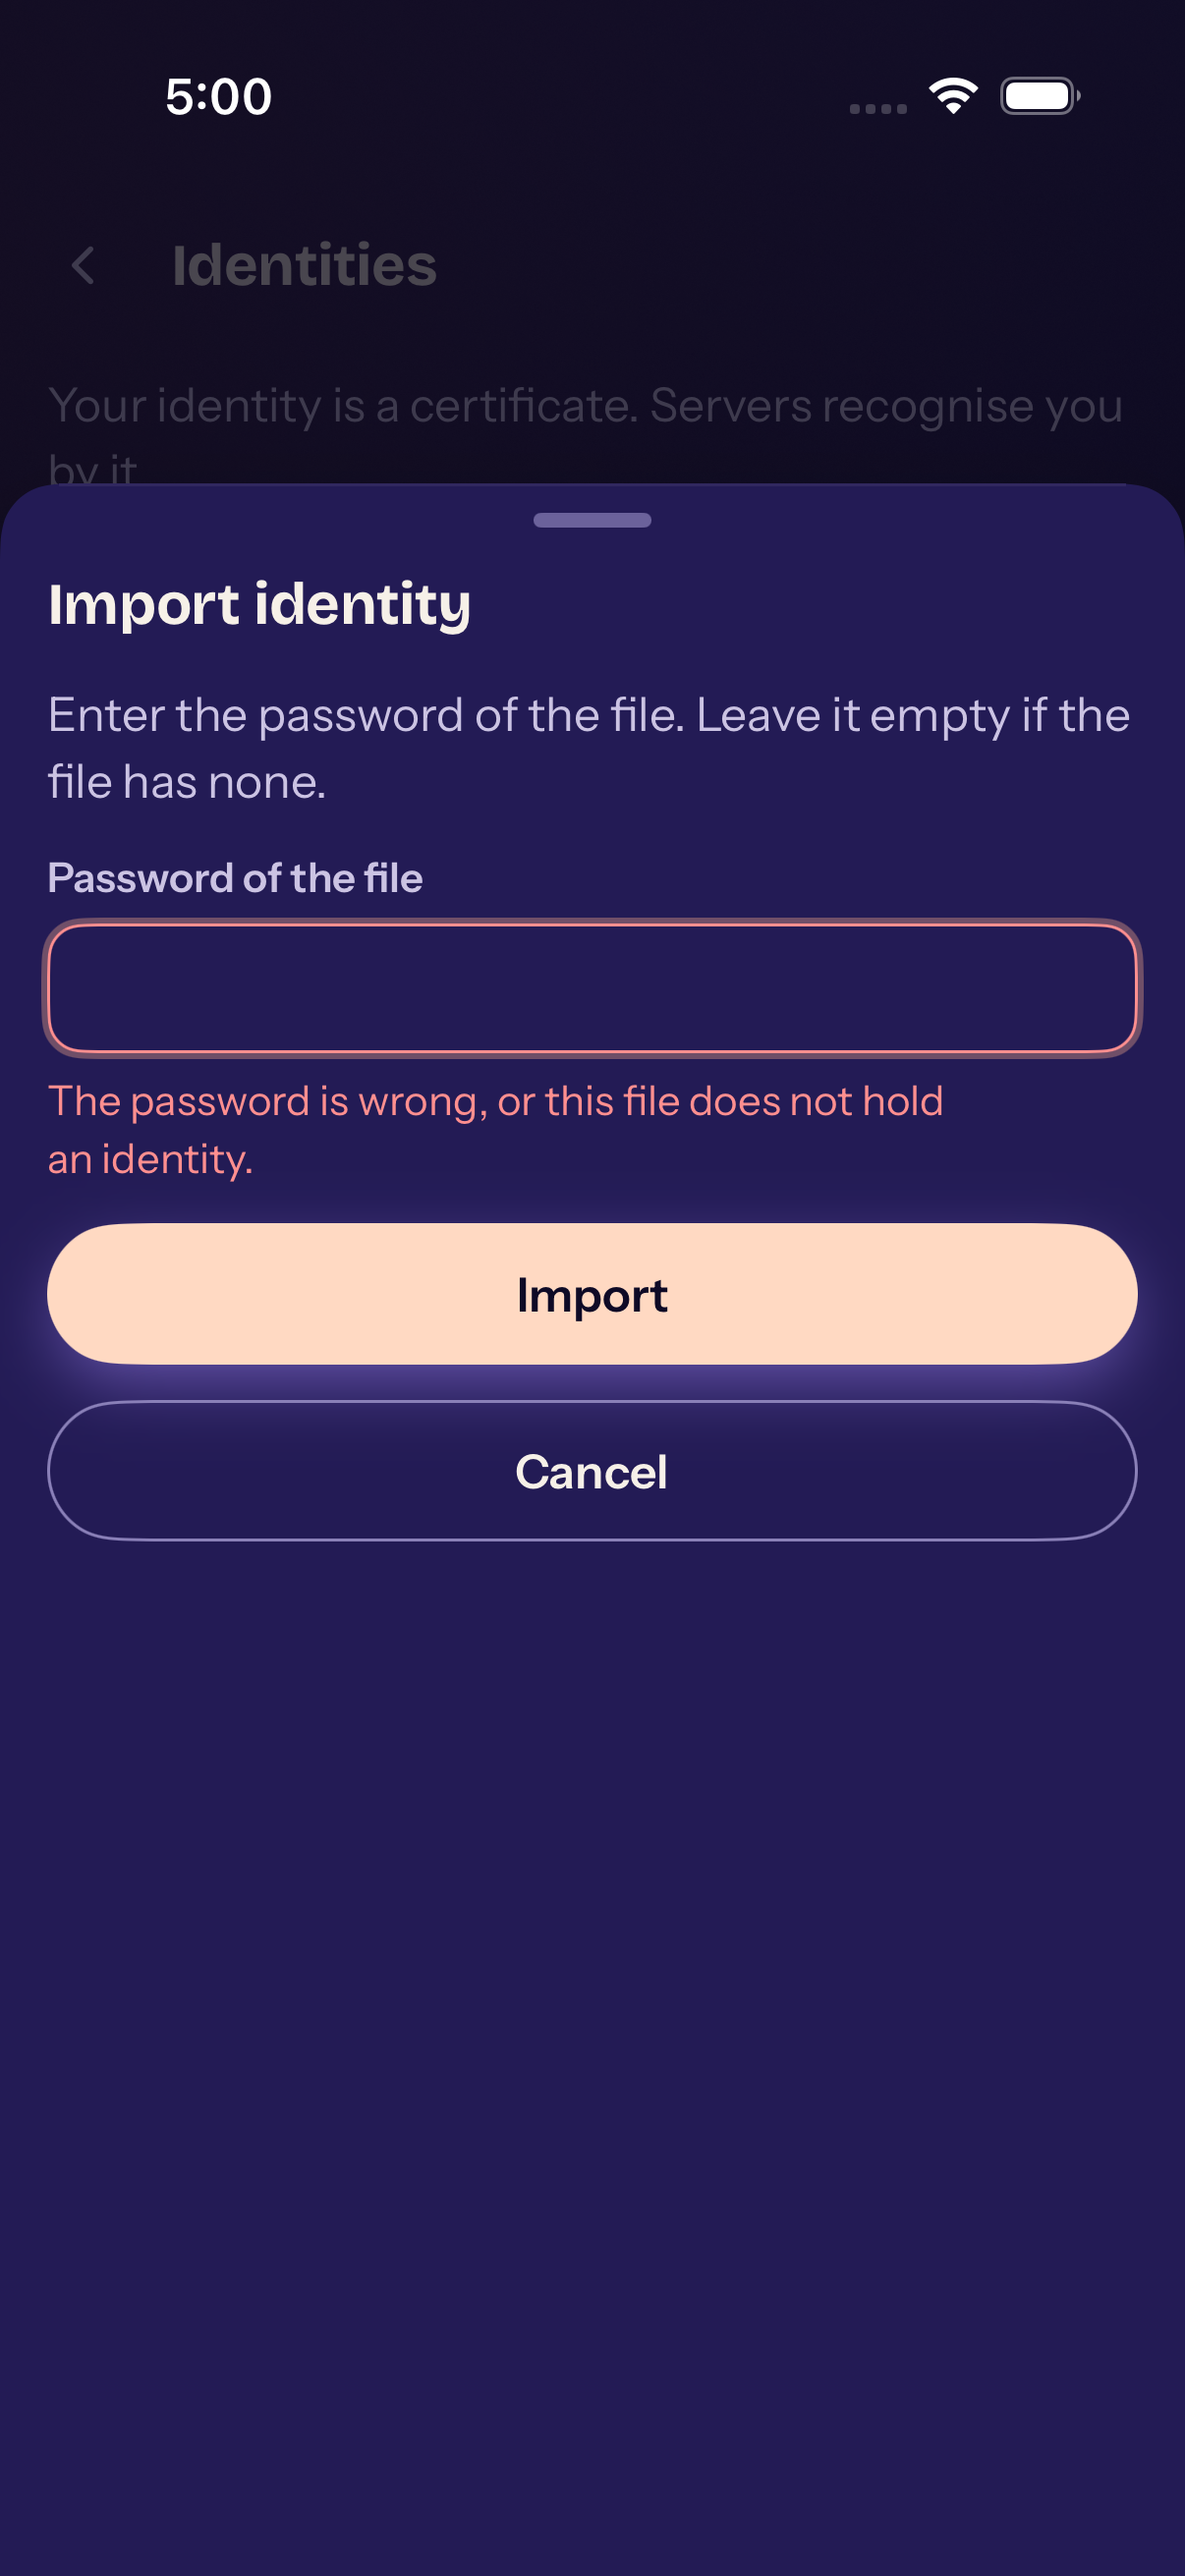 5:00
Identities
Your identity is a certificate. Servers recognise you
by it
Import identity
Enter the password of the file. Leave it empty if the
file has none.
Password of the file
The password is wrong, or this file does not hold
an identity.
Import
Cancel